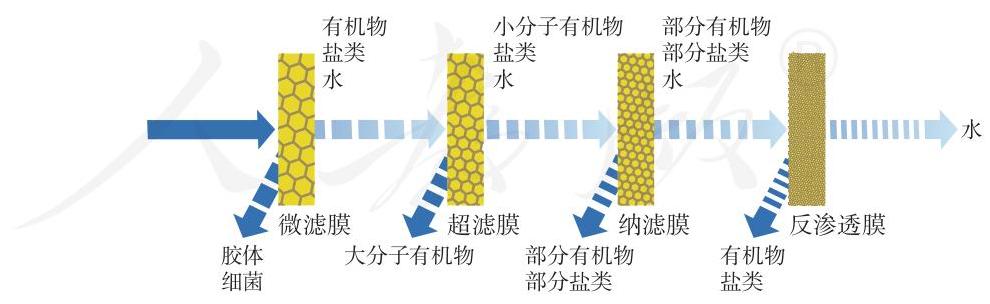 有机物
盐类
水
小分子有机物
盐类
水
部分有机物
部分盐类
水
水
微滤膜
超滤膜
纳滤膜
反渗透膜
胶体
细菌
大分子有机物
部分有机物
部分盐类
有机物
盐类
人教版®